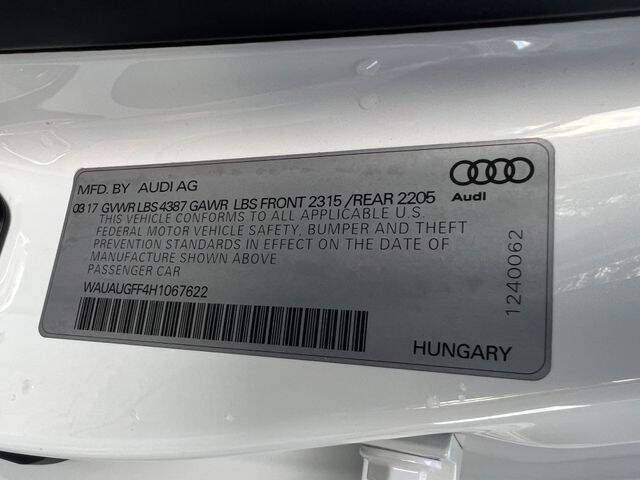 MFD. BY AUDI AG
0317 GVWR LBS 4387 GAWR LBS FRONT 2315 /REAR 2205
THIS VEHICLE CONFORMS TO ALL APPLICABLE U.S
FEDERAL MOTOR VEHICLE SAFETY, BUMPER AND THEFT
PREVENTION STANDARDS IN EFFECT ON THE DATE OF
MANUFACTURE SHOWN ABOVE
PASSENGER CAR
WAUAUGFF4H1067622
Audi
1240062
HUNGARY